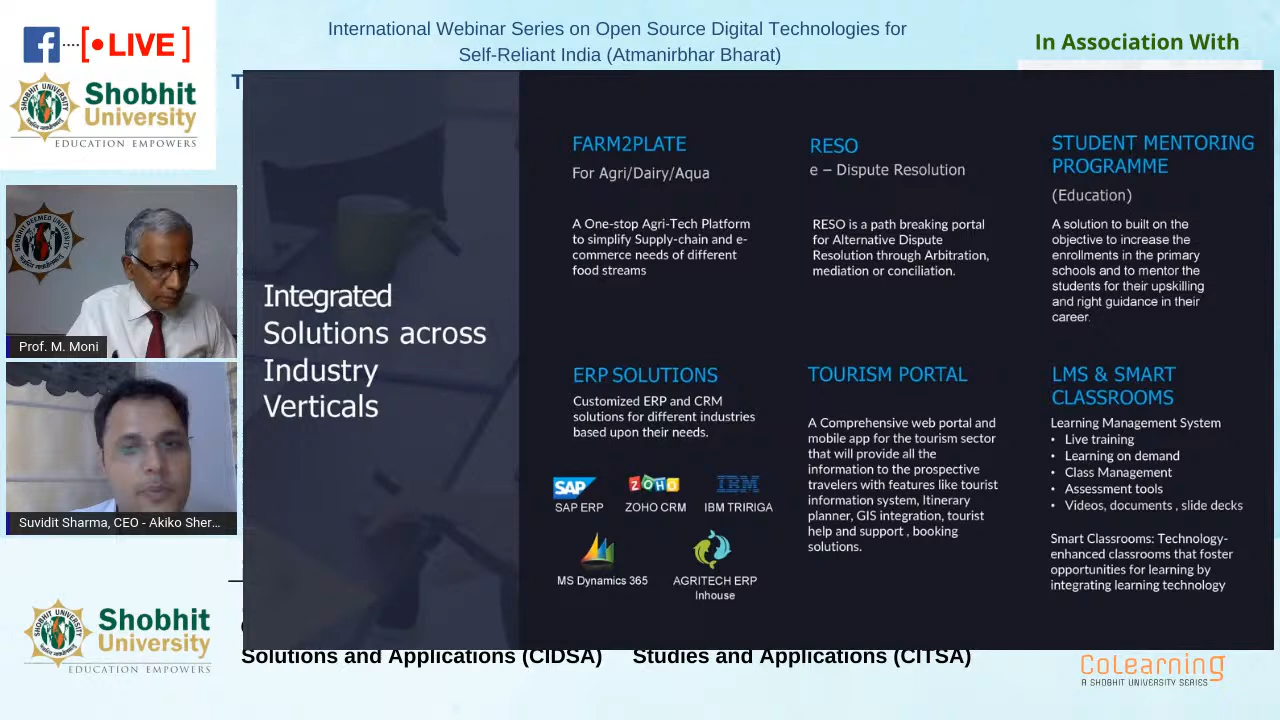 International Webinar Series on Open Source Digital Technologies for
Self-Reliant India (Atmanirbhar Bharat)
In Association With
LIVE
Shobhit
University
EDUCATION EMPOWERS
T
SHOBHIT DEEMED UNIVERSITY
Prof. M. Moni
Suvidit Sharma, CEO - Akiko Sher...
Integrated
Solutions across
Industry
Verticals
FARM2PLATE
For Agri/Dairy/Aqua
A One-stop Agri-Tech Platform
to simplify Supply-chain and e-
commerce needs of different
food streams
RESO
e – Dispute Resolution
RESO is a path breaking portal
for Alternative Dispute
Resolution through Arbitration,
mediation or conciliation.
STUDENT MENTORING
PROGRAMME
(Education)
A solution to built on the
objective to increase the
enrollments in the primary
schools and to mentor the
students for their upskilling
and right guidance in their
career.
ERP SOLUTIONS
Customized ERP and CRM
solutions for different industries
based upon their needs.
SAP
ZOHO
IBM
SAP ERP
ZOHO CRM
IBM TRIRIGA
MS Dynamics 365
AGRITECH ERP
Inhouse
TOURISM PORTAL
A Comprehensive web portal and
mobile app for the tourism sector
that will provide all the
information to the prospective
travelers with features like tourist
information system, Itinerary
planner, GIS integration, tourist
help and support , booking
solutions.
LMS & SMART
CLASSROOMS
Learning Management System
• Live training
• Learning on demand
• Class Management
• Assessment tools
• Videos, documents , slide decks
Smart Classrooms: Technology-
enhanced classrooms that foster
opportunities for learning by
integrating learning technology
Shobhit
University
EDUCATION EMPOWERS
Solutions and Applications (CIDSA)
Studies and Applications (CITSA)
CoLearning
A SHOBHIT UNIVERSITY SERIES